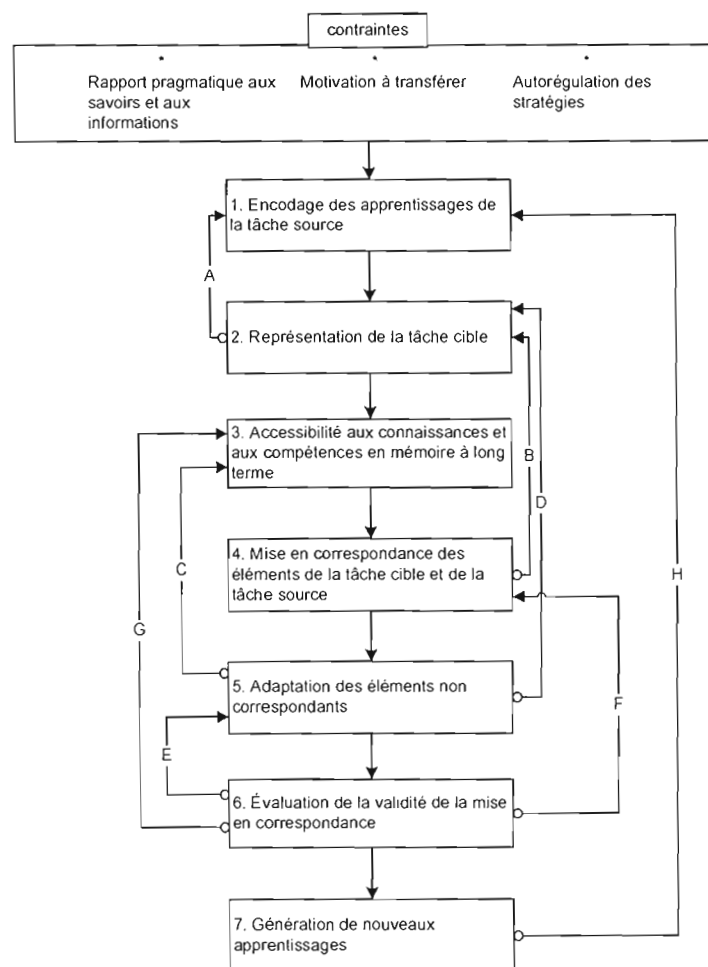 contraintes
Rapport pragmatique aux
savoirs et aux
informations
Motivation à transférer
Autorégulation des
stratégies
1. Encodage des apprentissages de
la tâche source
A
2. Représentation de la tâche cible
3. Accessibilité aux connaissances et
aux compétences en mémoire à long
terme
B
D
4. Mise en correspondance des
éléments de la tâche cible et de la
tâche source
C
H
G
5. Adaptation des éléments non
correspondants
F
E
6. Évaluation de la validité de la mise
en correspondance
7. Génération de nouveaux
apprentissages